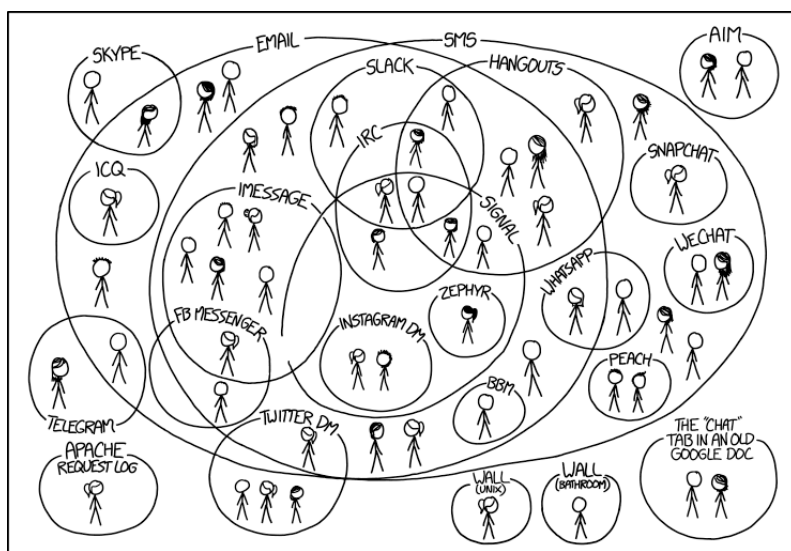 SKYPE
EMAIL
SMS
AIM
SLACK
HANGOUTS
IRC
SNAPCHAT
ICQ
IMESSAGE
SIGNAL
WECHAT
WHATSAPP
ZEPHYR
FB MESSENGER
INSTAGRAM DM
PEACH
BBM
TELEGRAM
TWITTER DM
THE "CHAT"
TAB IN AN OLD
GOOGLE DOC
APACHE
REQUEST LOG
WALL
(UNIX)
WALL
(BATHROOM)